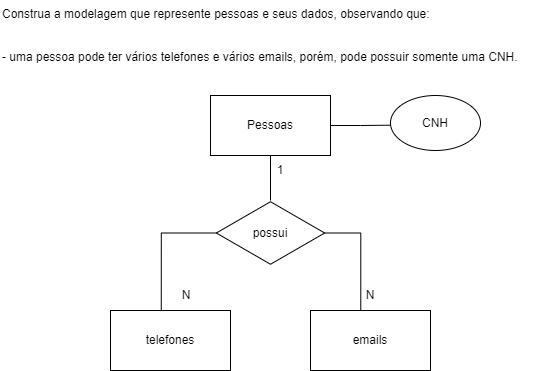 Construa a modelagem que represente pessoas e seus dados, observando que:
- uma pessoa pode ter vários telefones e vários emails, porém, pode possuir somente uma CNH.
Pessoas
CNH
1
possui
N
N
telefones
emails